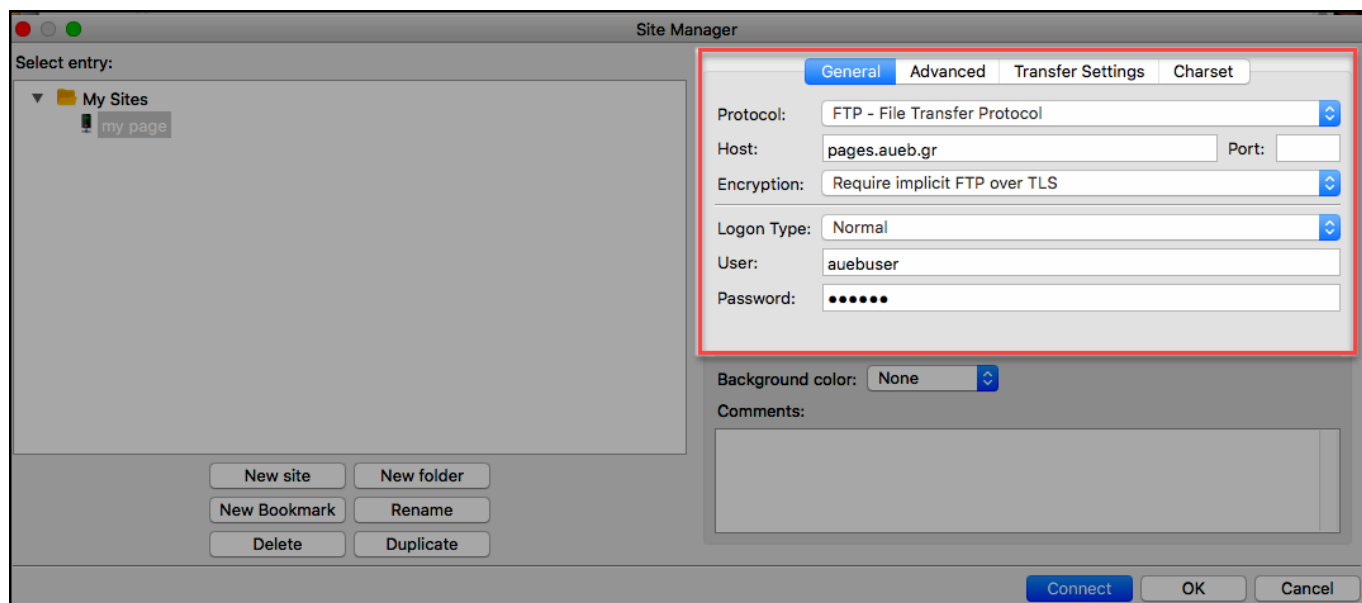 Site Manager
Select entry:
My Sites
my page
General Advanced Transfer Settings Charset
Protocol: FTP - File Transfer Protocol
Host: pages.aueb.gr Port:
Encryption: Require implicit FTP over TLS
Logon Type: Normal
User: auebuser
Password: ••••••
Background color: None
Comments:
New site New folder
New Bookmark Rename
Delete Duplicate
Connect OK Cancel